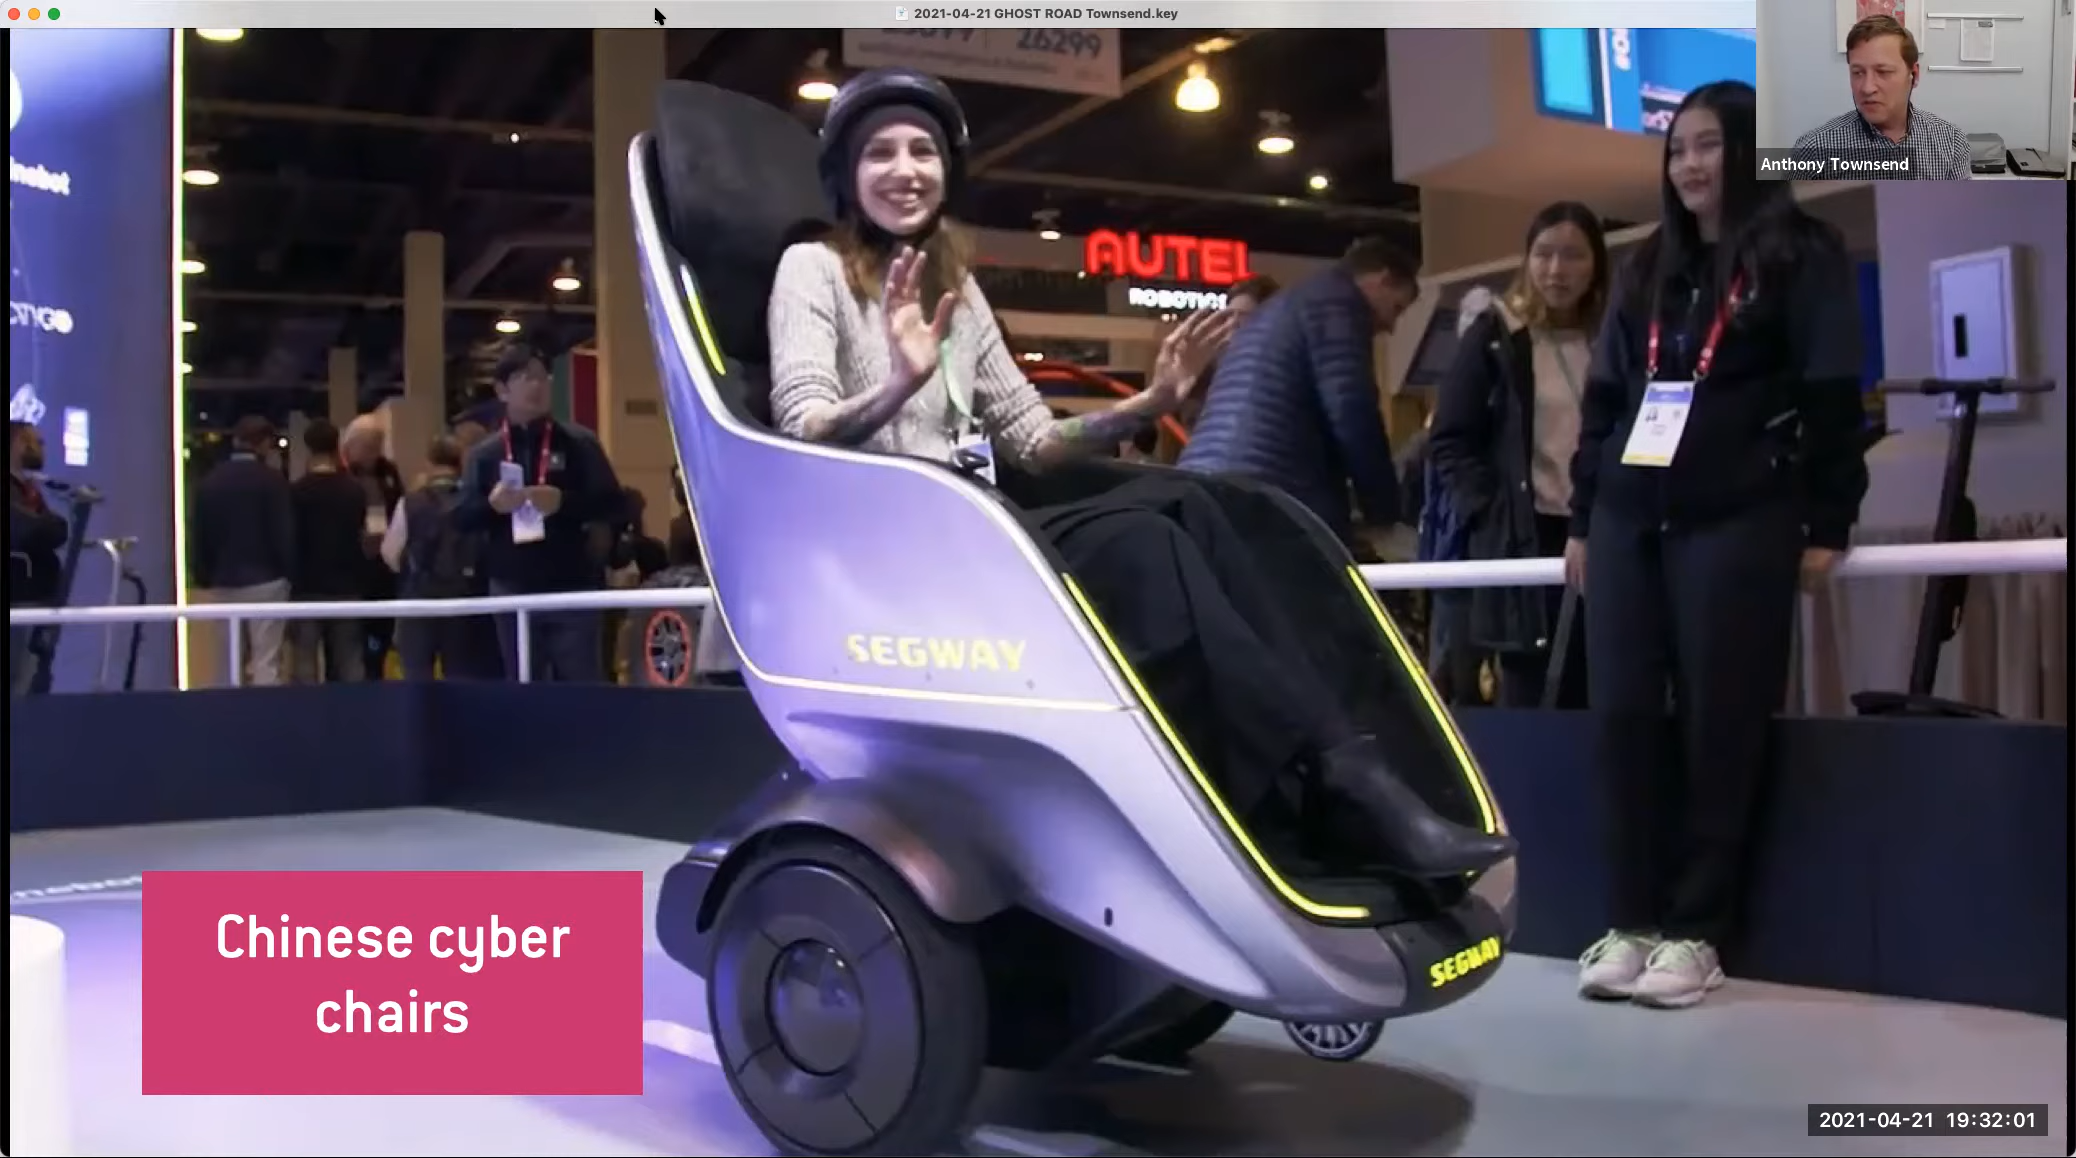 2021-04-21 GHOST ROAD Townsend.key
26299
AUTEL
ROBOTICS
Anthony Townsend
SEGWAY
SEGWAY
Chinese cyber
chairs
2021-04-21 19:32:01